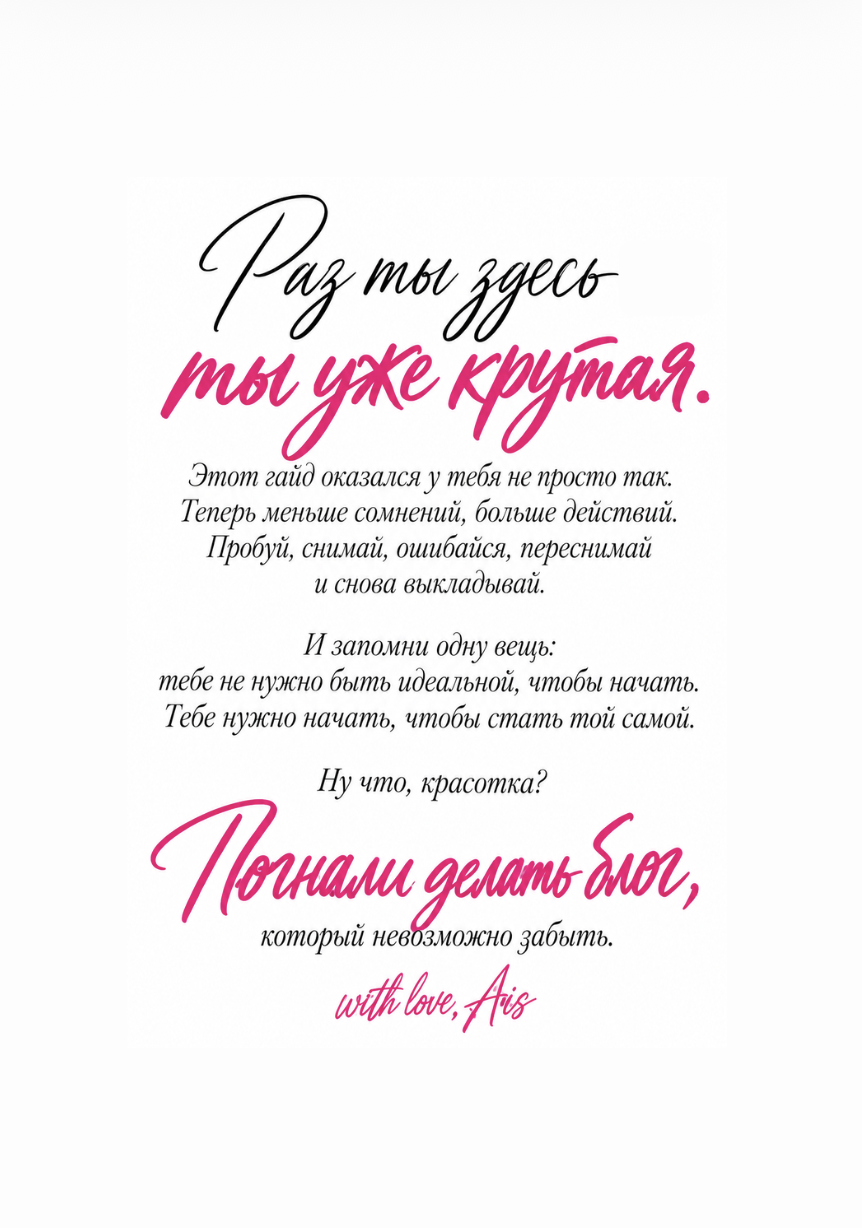 Раз ты здесь
ты уже крутая.
Этот гайд оказался у тебя не просто так.
Теперь меньше сомнений, больше действий.
Пробуй, снимай, ошибайся, переснимай
и снова выкладывай.
И запомни одну вещь:
тебе не нужно быть идеальной, чтобы начать.
Тебе нужно начать, чтобы стать той самой.
Ну что, красотка?
Погнали делать блог,
который невозможно забыть.
with love, Ais